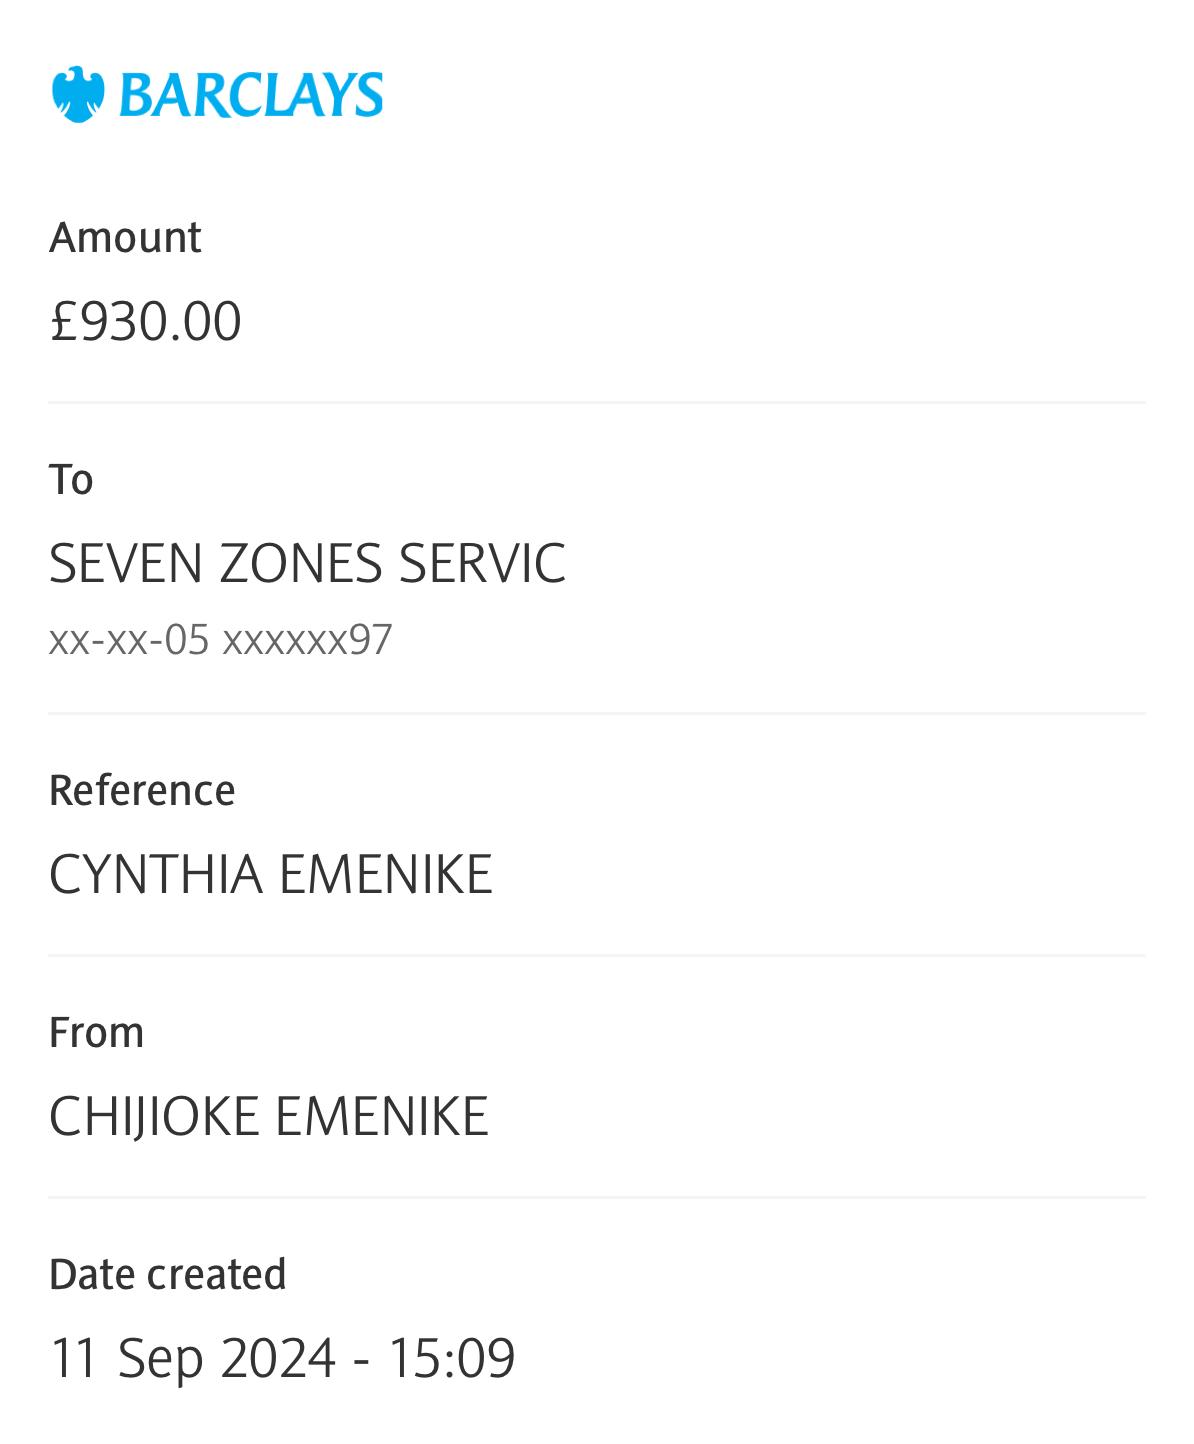 BARCLAYS
Amount
£930.00
To
SEVEN ZONES SERVIC
xx-xx-05 xxxxxx97
Reference
CYNTHIA EMENIKE
From
CHIJIOKE EMENIKE
Date created
11 Sep 2024 - 15:09